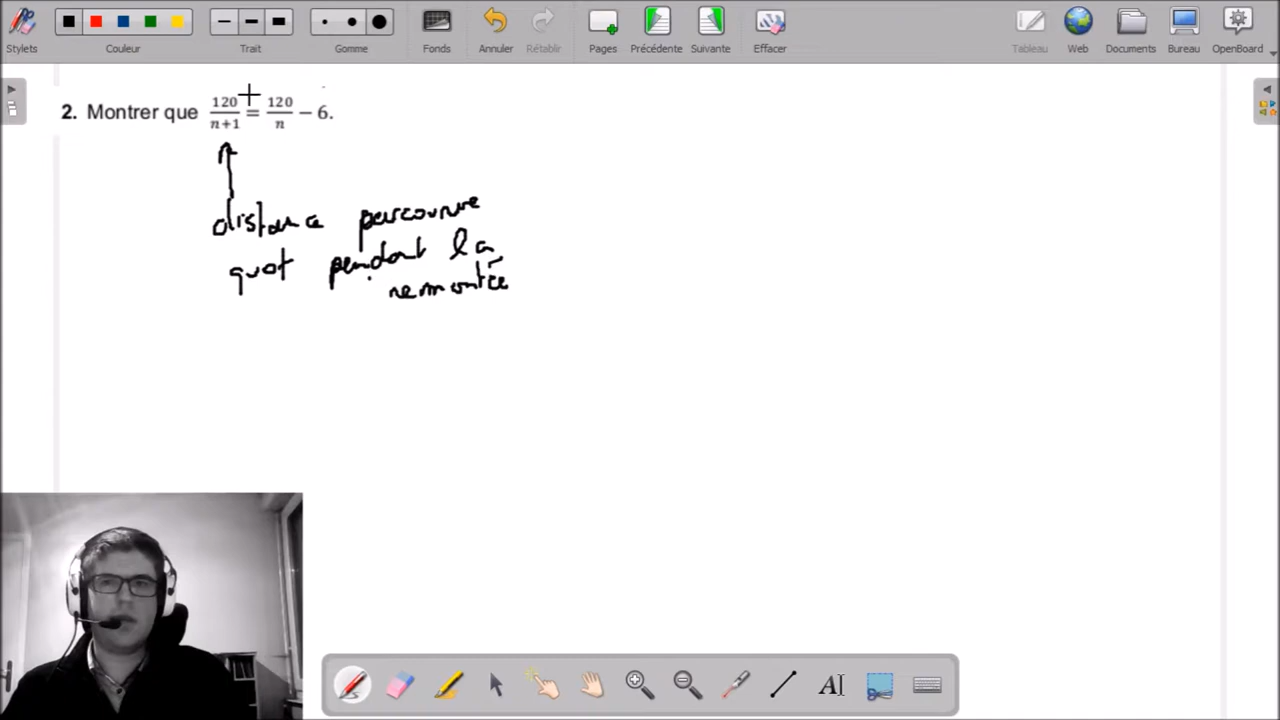 Stylets Couleur Trait Gomme Fonds Annuler Rétablir Pages Précédente Suivante Effacer Tableau Web Documents Bureau OpenBoard
2. Montrer que 120/n+1 = 120/n − 6.
distance parcourue
quot pendant la
remontée
AI